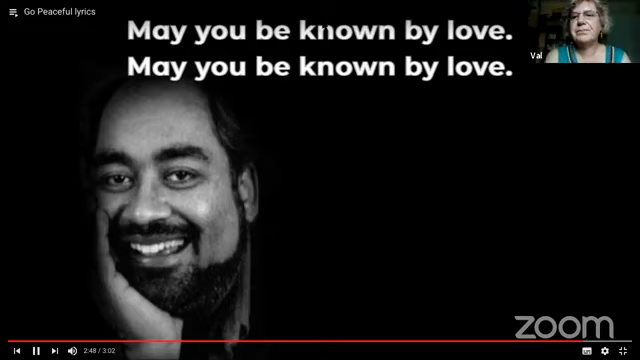 Go Peaceful lyrics
May you be known by love.
May you be known by love.
Val
zoom
2:48 / 3:02